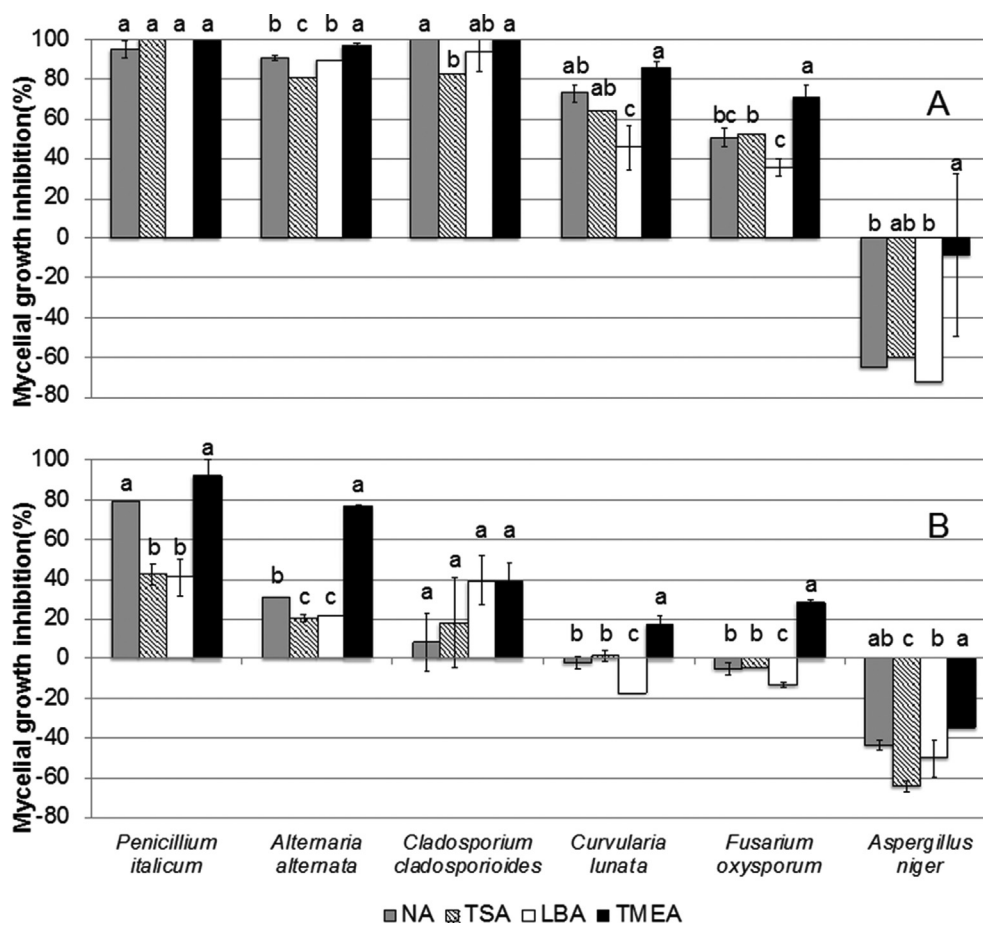 a a a a b c b a a b ab a ab ab c a bc b c a b ab b a
A
Mycelial growth inhibition(%)
100
80
60
40
20
0
-20
-40
-60
-80
a b b a b c c a a a a a b b c a b b c a ab c b a
B
Mycelial growth inhibition(%)
100
80
60
40
20
0
-20
-40
-60
-80
Penicillium
italicum
Alternaria
alternata
Cladosporium
cladosporioides
Curvularia
lunata
Fusarium
oxysporum
Aspergillus
niger
NA TSA LBA TMEA